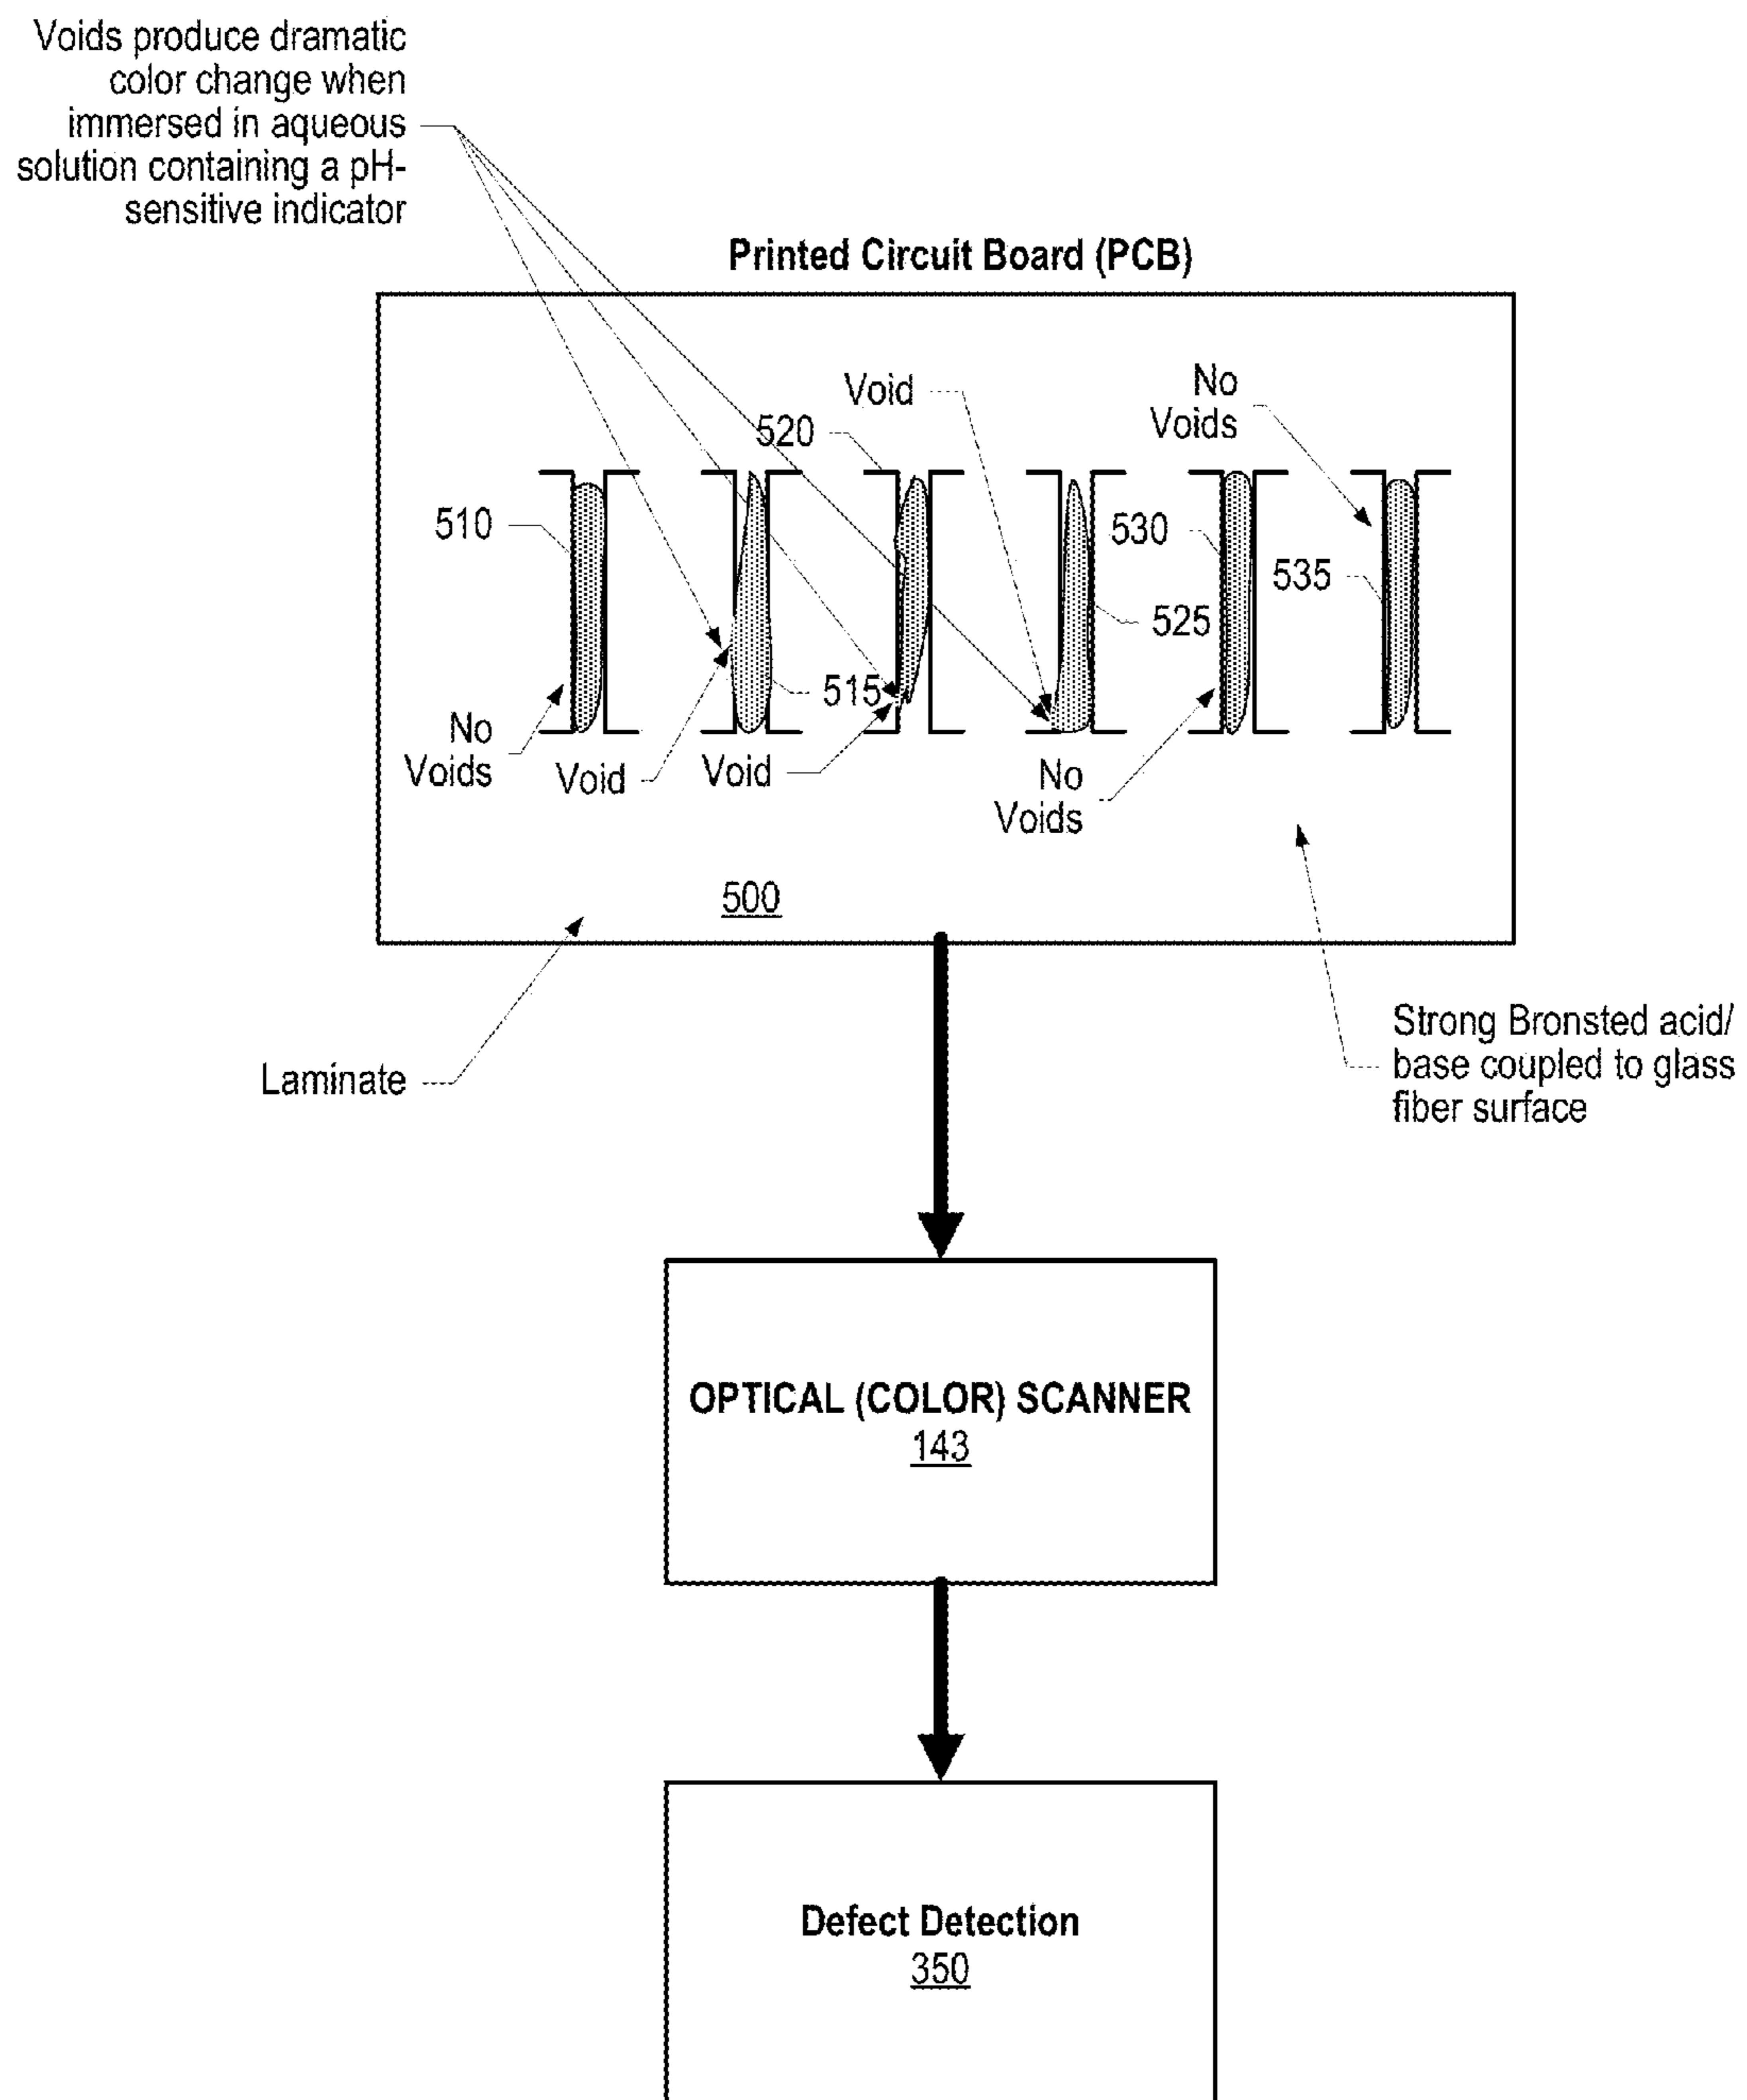 Voids produce dramatic
color change when
immersed in aqueous
solution containing a pH-
sensitive indicator
Printed Circuit Board (PCB)
Void
No
Voids
520
510
530
535
525
515
No
Voids
Void
Void
No
Voids
500
Laminate
Strong Bronsted acid/
base coupled to glass
fiber surface
OPTICAL (COLOR) SCANNER
143
Defect Detection
350